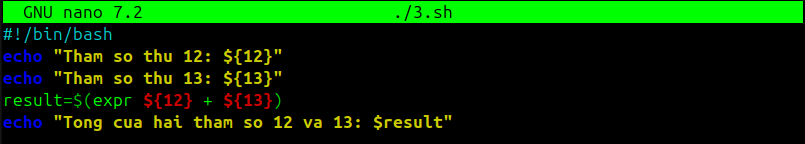 GNU nano 7.2 ./3.sh
#!/bin/bash
echo "Tham so thu 12: ${12}"
echo "Tham so thu 13: ${13}"
result=$(expr ${12} + ${13})
echo "Tong cua hai tham so 12 va 13: $result"